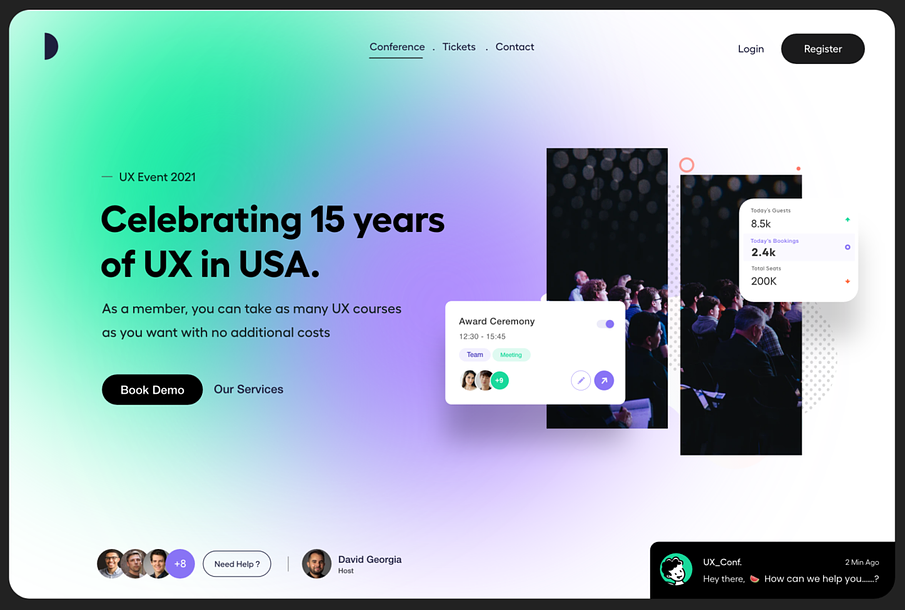 Conference . Tickets . Contact
Login
Register
UX Event 2021
Celebrating 15 years
of UX in USA.
As a member, you can take as many UX courses
as you want with no additional costs
Book Demo
Our Services
Award Ceremony
12:30 - 15:45
Team
Meeting
+9
Today's Guests
8.5k
Today's Bookings
2.4k
Total Seats
200K
+8
Need Help ?
David Georgia
Host
UX_Conf.
2 Min Ago
Hey there, 🍉 How can we help you......?